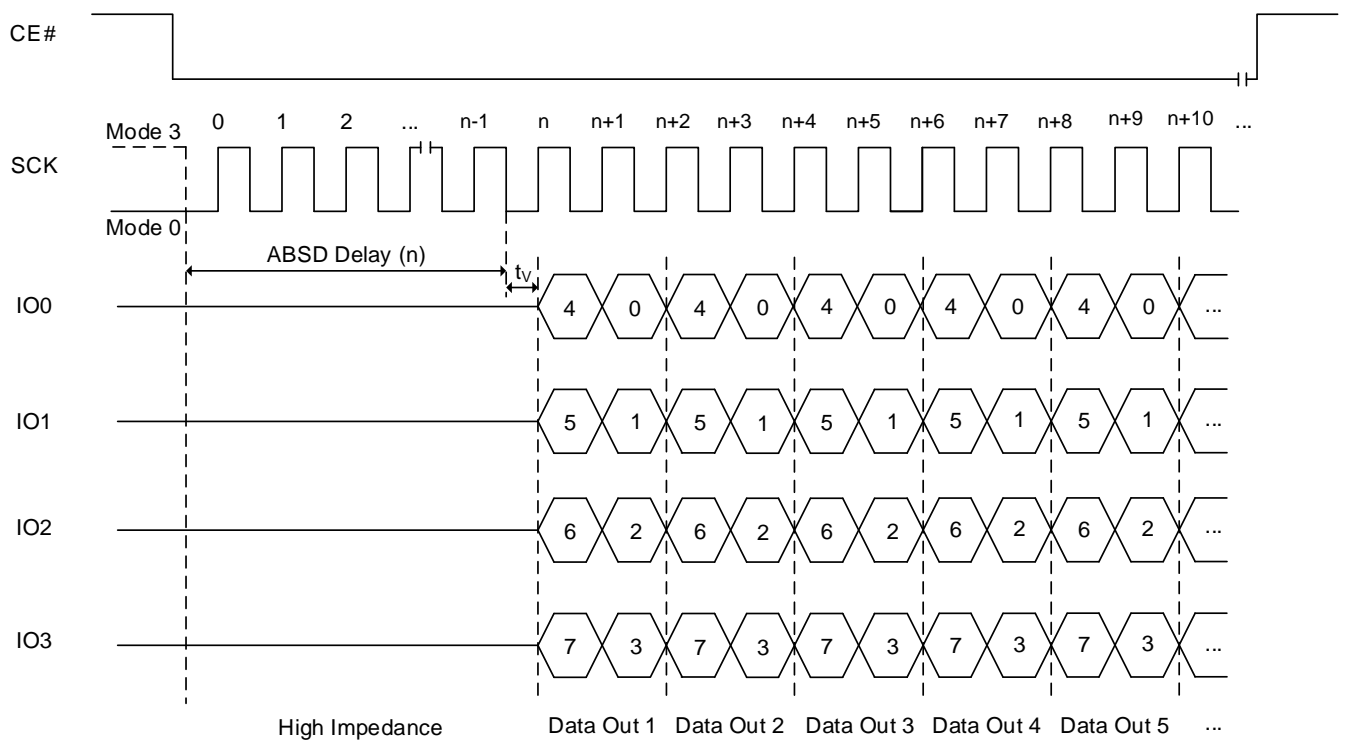 CE#
0 1 2 ... n-1 n n+1 n+2 n+3 n+4 n+5 n+6 n+7 n+8 n+9 n+10 ...
Mode 3
SCK
Mode 0
ABSD Delay (n)
tV
IO0 4 0 4 0 4 0 4 0 4 0 ...
IO1 5 1 5 1 5 1 5 1 5 1 ...
IO2 6 2 6 2 6 2 6 2 6 2 ...
IO3 7 3 7 3 7 3 7 3 7 3 ...
High Impedance Data Out 1 Data Out 2 Data Out 3 Data Out 4 Data Out 5 ...